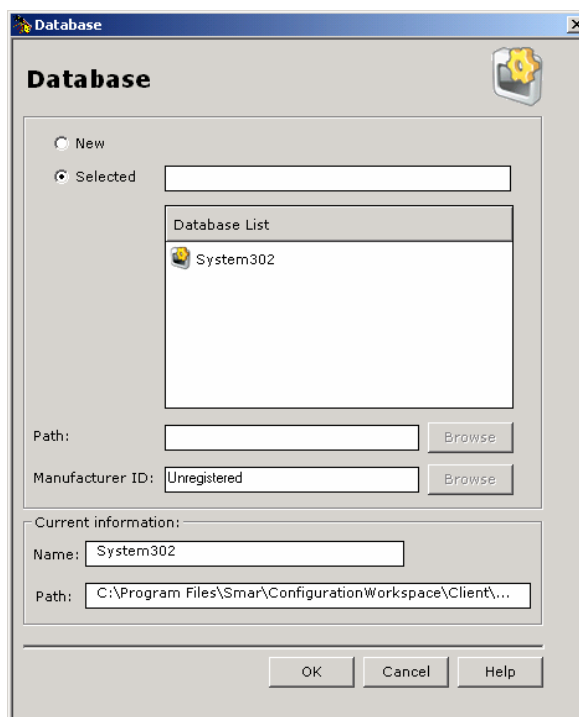 Database
Database
New
Selected
Database List
System302
Path:
Browse
Manufacturer ID: Unregistered
Browse
Current information:
Name: System302
Path: C:\Program Files\Smar\ConfigurationWorkspace\Client\...
OK Cancel Help